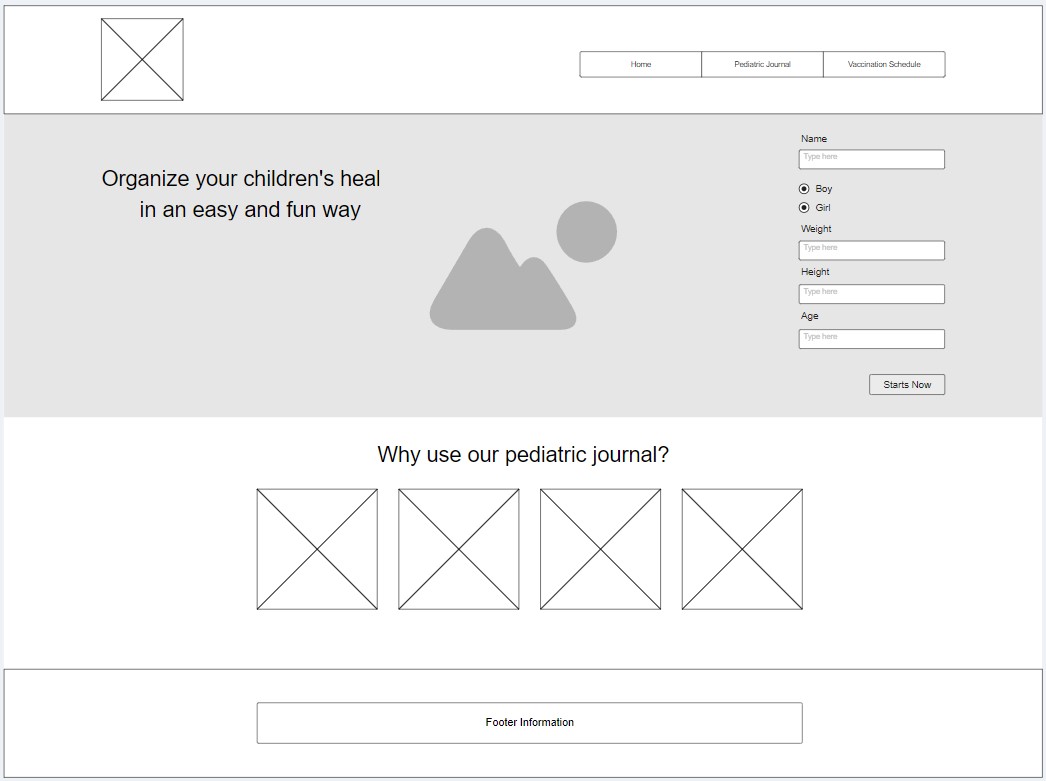 Home
Pediatric Journal
Vaccination Schedule
Organize your children's heal
in an easy and fun way
Name
Type here
Boy
Girl
Weight
Type here
Height
Type here
Age
Type here
Starts Now
Why use our pediatric journal?
Footer Information